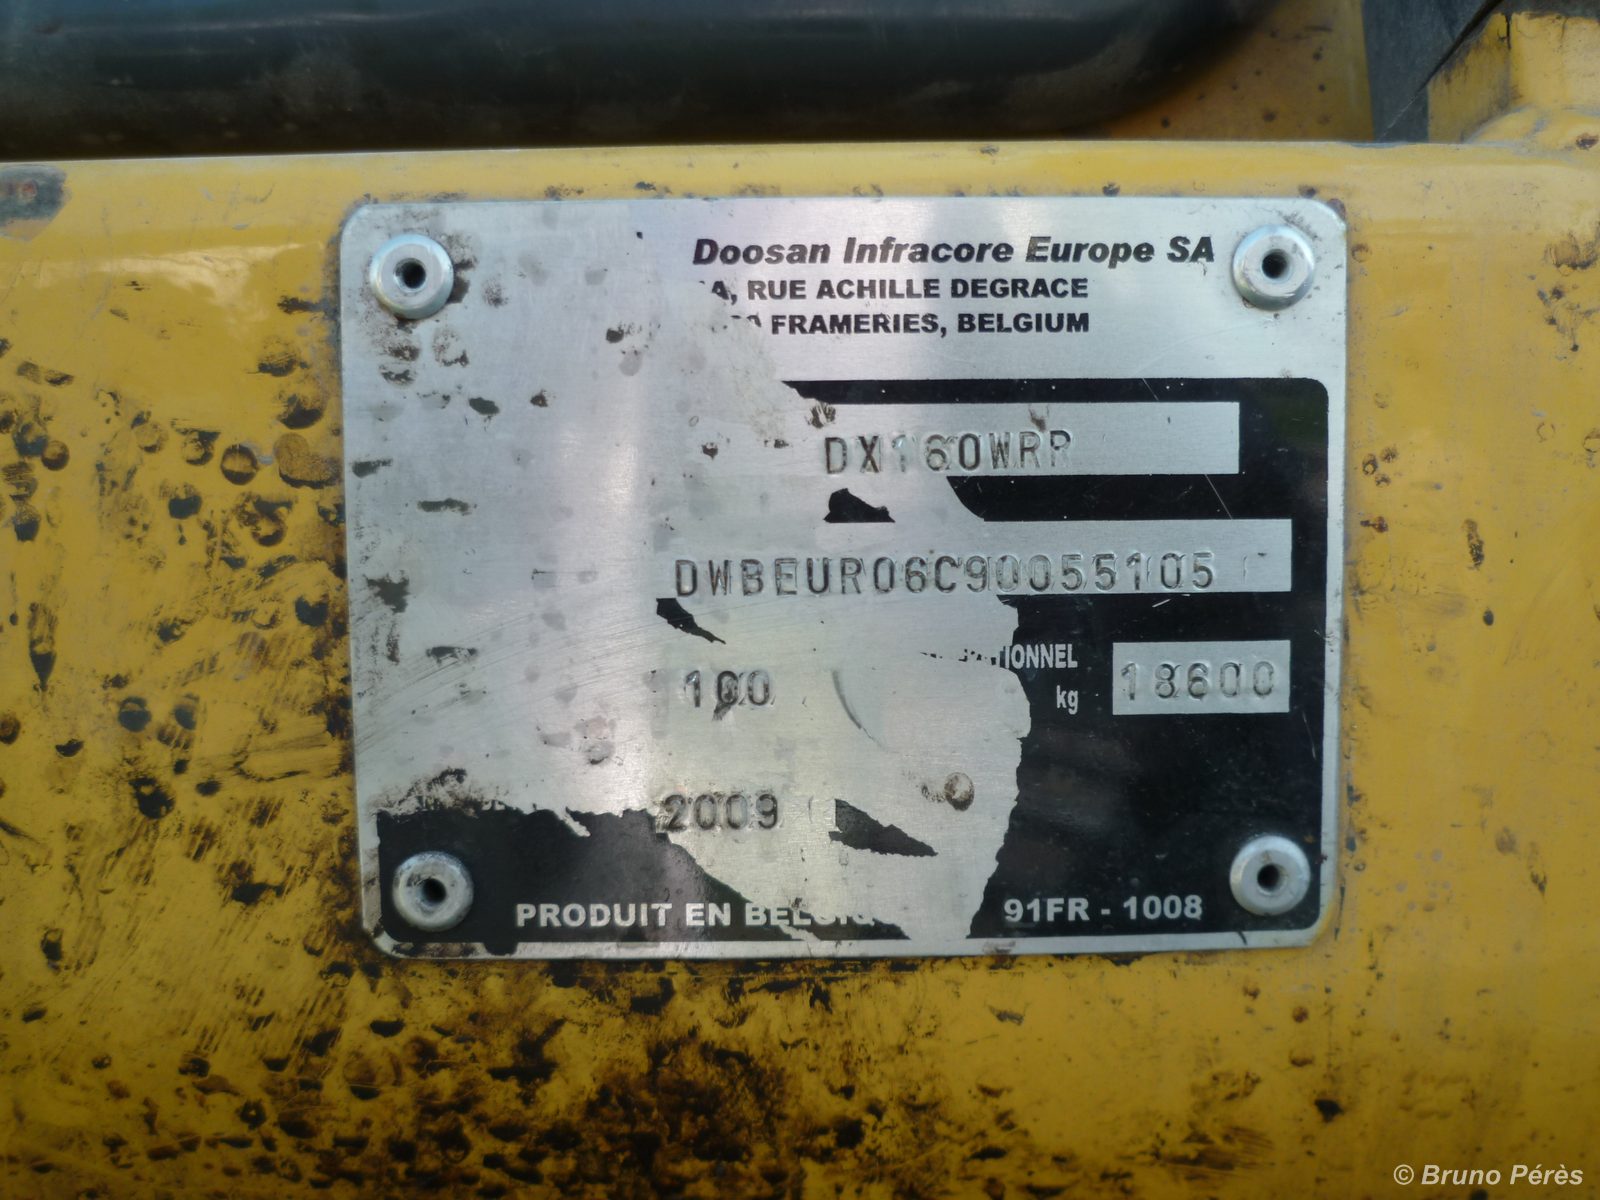 Doosan Infracore Europe SA
A, RUE ACHILLE DEGRACE
FRAMERIES, BELGIUM
DX160WRR
DWBEUR06C90055105
TIONNEL
kg
18600
100
2009
PRODUIT EN BELGIQ
91FR - 1008
© Bruno Pérès